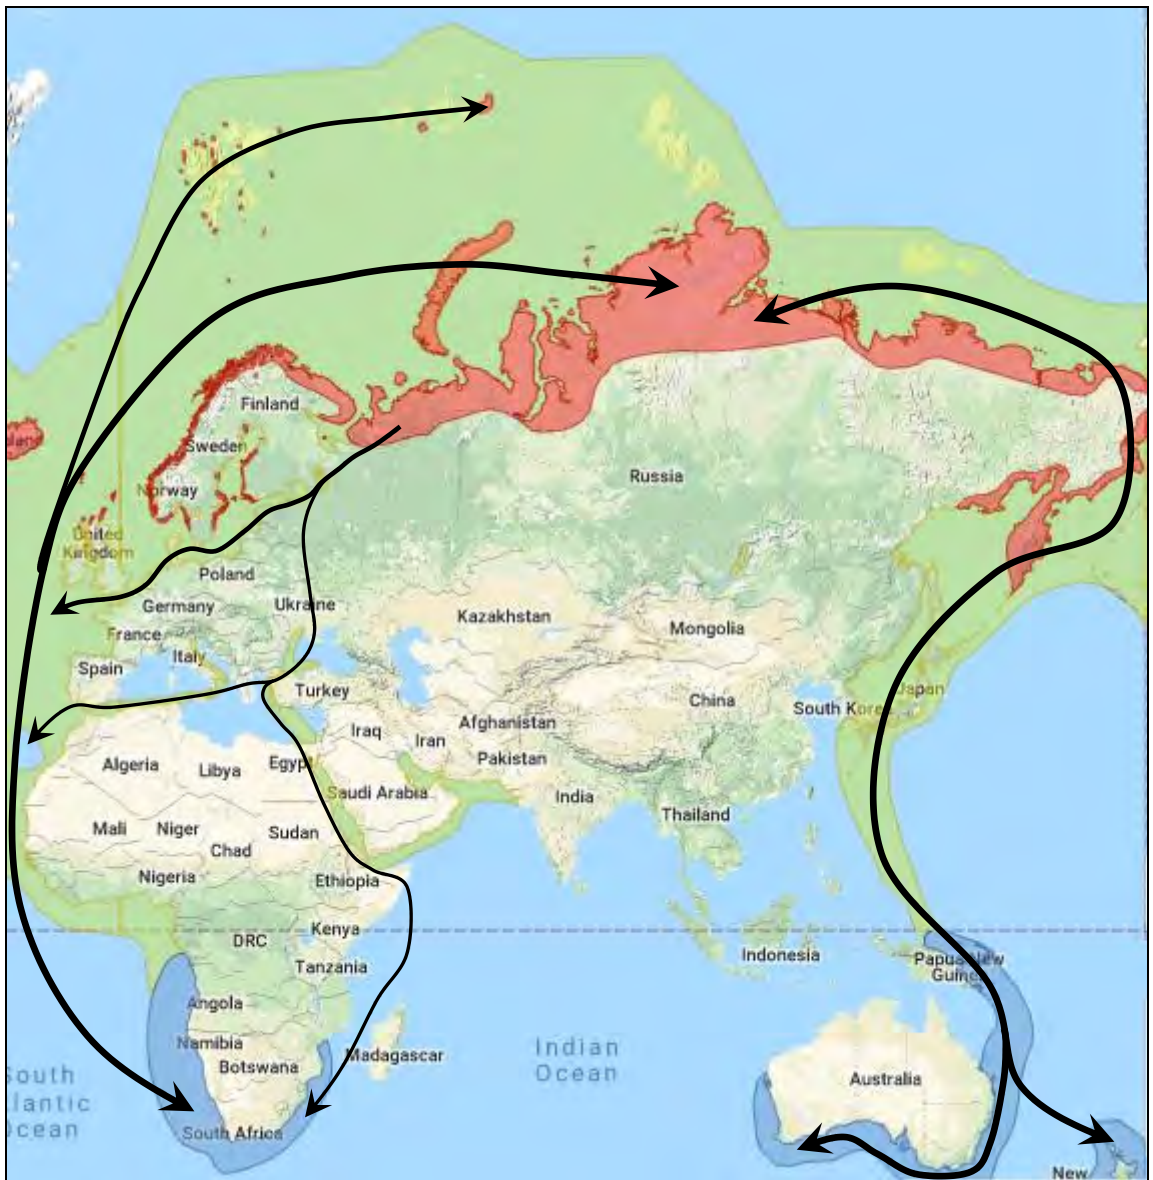 Finland
Sweden
Norway
Russia
United
Kingdom
Poland
Germany
Ukraine
Kazakhstan
Mongolia
France
Italy
Spain
Turkey
China
Japan
South Korea
Iraq
Iran
Afghanistan
Pakistan
Algeria
Libya
Egypt
Saudi Arabia
India
Thailand
Mali
Niger
Chad
Sudan
Nigeria
Ethiopia
DRC
Kenya
Tanzania
Indonesia
Papua New
Guinea
Angola
Namibia
Botswana
Madagascar
Indian
Ocean
Australia
South
lantic
cean
South Africa
New